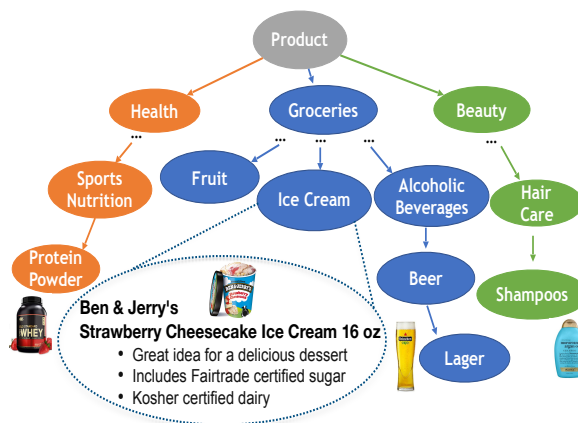 Product
Health
Groceries
Beauty
...
...
...
...
...
Sports
Nutrition
Fruit
Ice Cream
Alcoholic
Beverages
Hair
Care
Protein
Powder
Beer
Shampoos
Lager
BEN & JERRY'S
WHEY
Ben & Jerry's
Strawberry Cheesecake Ice Cream 16 oz
• Great idea for a delicious dessert
• Includes Fairtrade certified sugar
• Kosher certified dairy